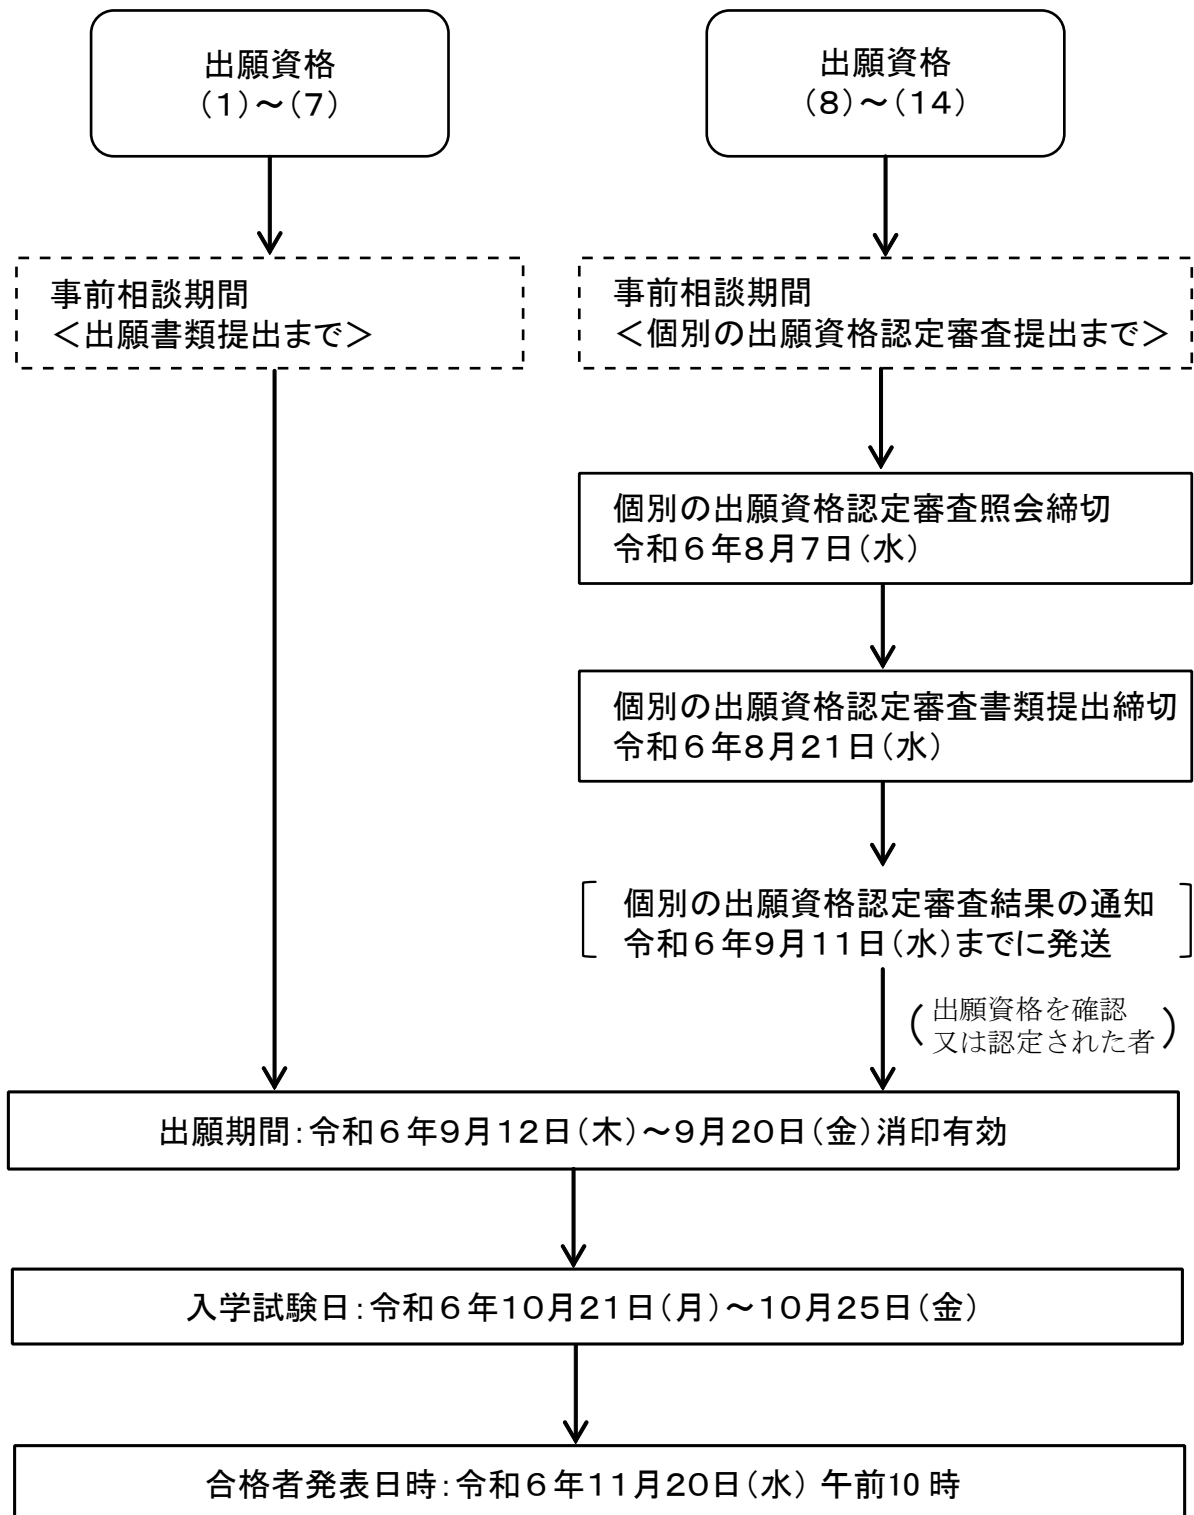 出願資格
(1)～(7)
事前相談期間
＜出願書類提出まで＞
出願資格
(8)～(14)
事前相談期間
＜個別の出願資格認定審査提出まで＞
個別の出願資格認定審査照会締切
令和６年8月7日(水)
個別の出願資格認定審査書類提出締切
令和６年8月21日(水)
個別の出願資格認定審査結果の通知
令和６年9月11日(水)までに発送
(出願資格を確認
又は認定された者)
出願期間:令和６年9月12日(木)～9月20日(金)消印有効
入学試験日:令和６年10月21日(月)～10月25日(金)
合格者発表日時:令和６年11月20日(水) 午前10 時